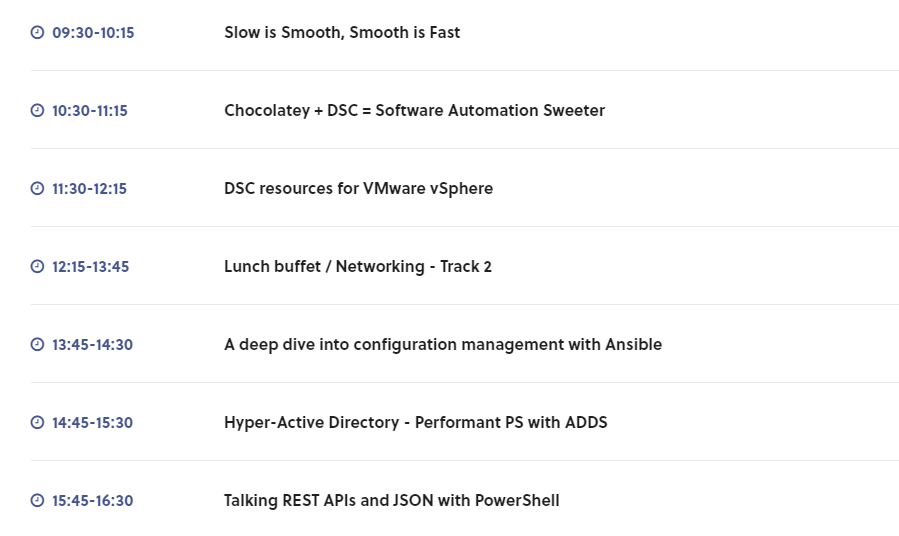 09:30-10:15 Slow is Smooth, Smooth is Fast
10:30-11:15 Chocolatey + DSC = Software Automation Sweeter
11:30-12:15 DSC resources for VMware vSphere
12:15-13:45 Lunch buffet / Networking - Track 2
13:45-14:30 A deep dive into configuration management with Ansible
14:45-15:30 Hyper-Active Directory - Performant PS with ADDS
15:45-16:30 Talking REST APIs and JSON with PowerShell